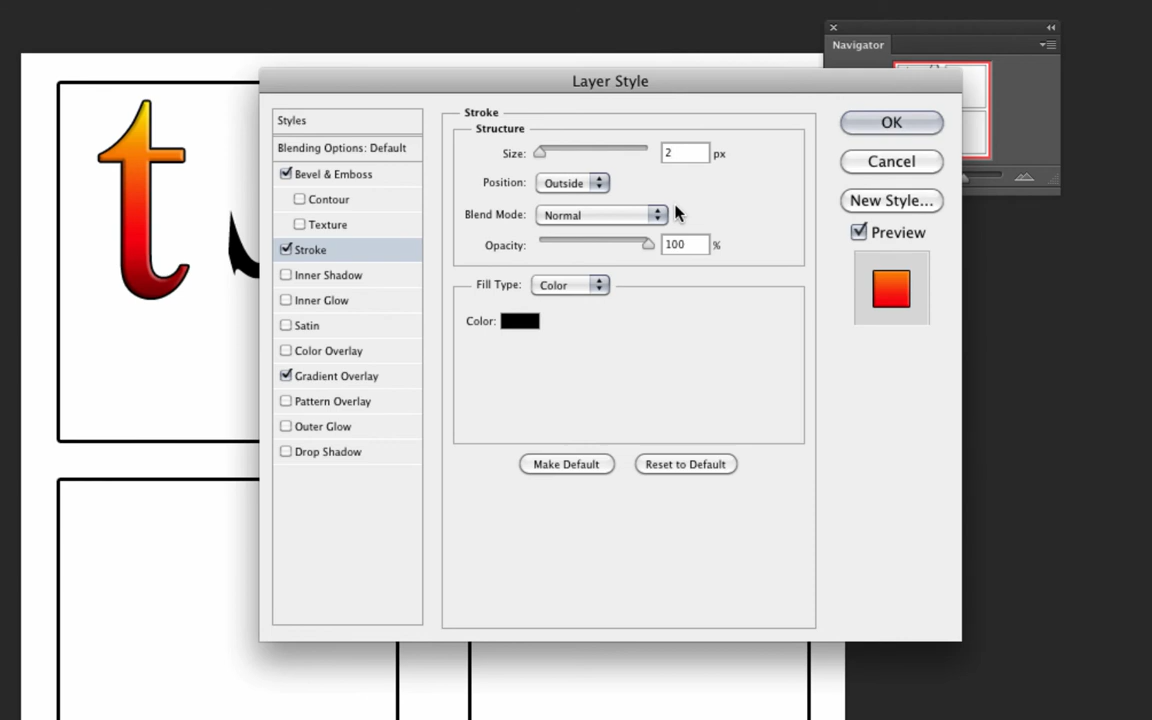 Navigator
Layer Style
t
Styles
Blending Options: Default
Bevel & Emboss
Contour
Texture
Stroke
Inner Shadow
Inner Glow
Satin
Color Overlay
Gradient Overlay
Pattern Overlay
Outer Glow
Drop Shadow
Stroke
Structure
Size: 2 px
Position: Outside
Blend Mode: Normal
Opacity: 100 %
Fill Type: Color
Color:
Make Default Reset to Default
OK
Cancel
New Style...
Preview